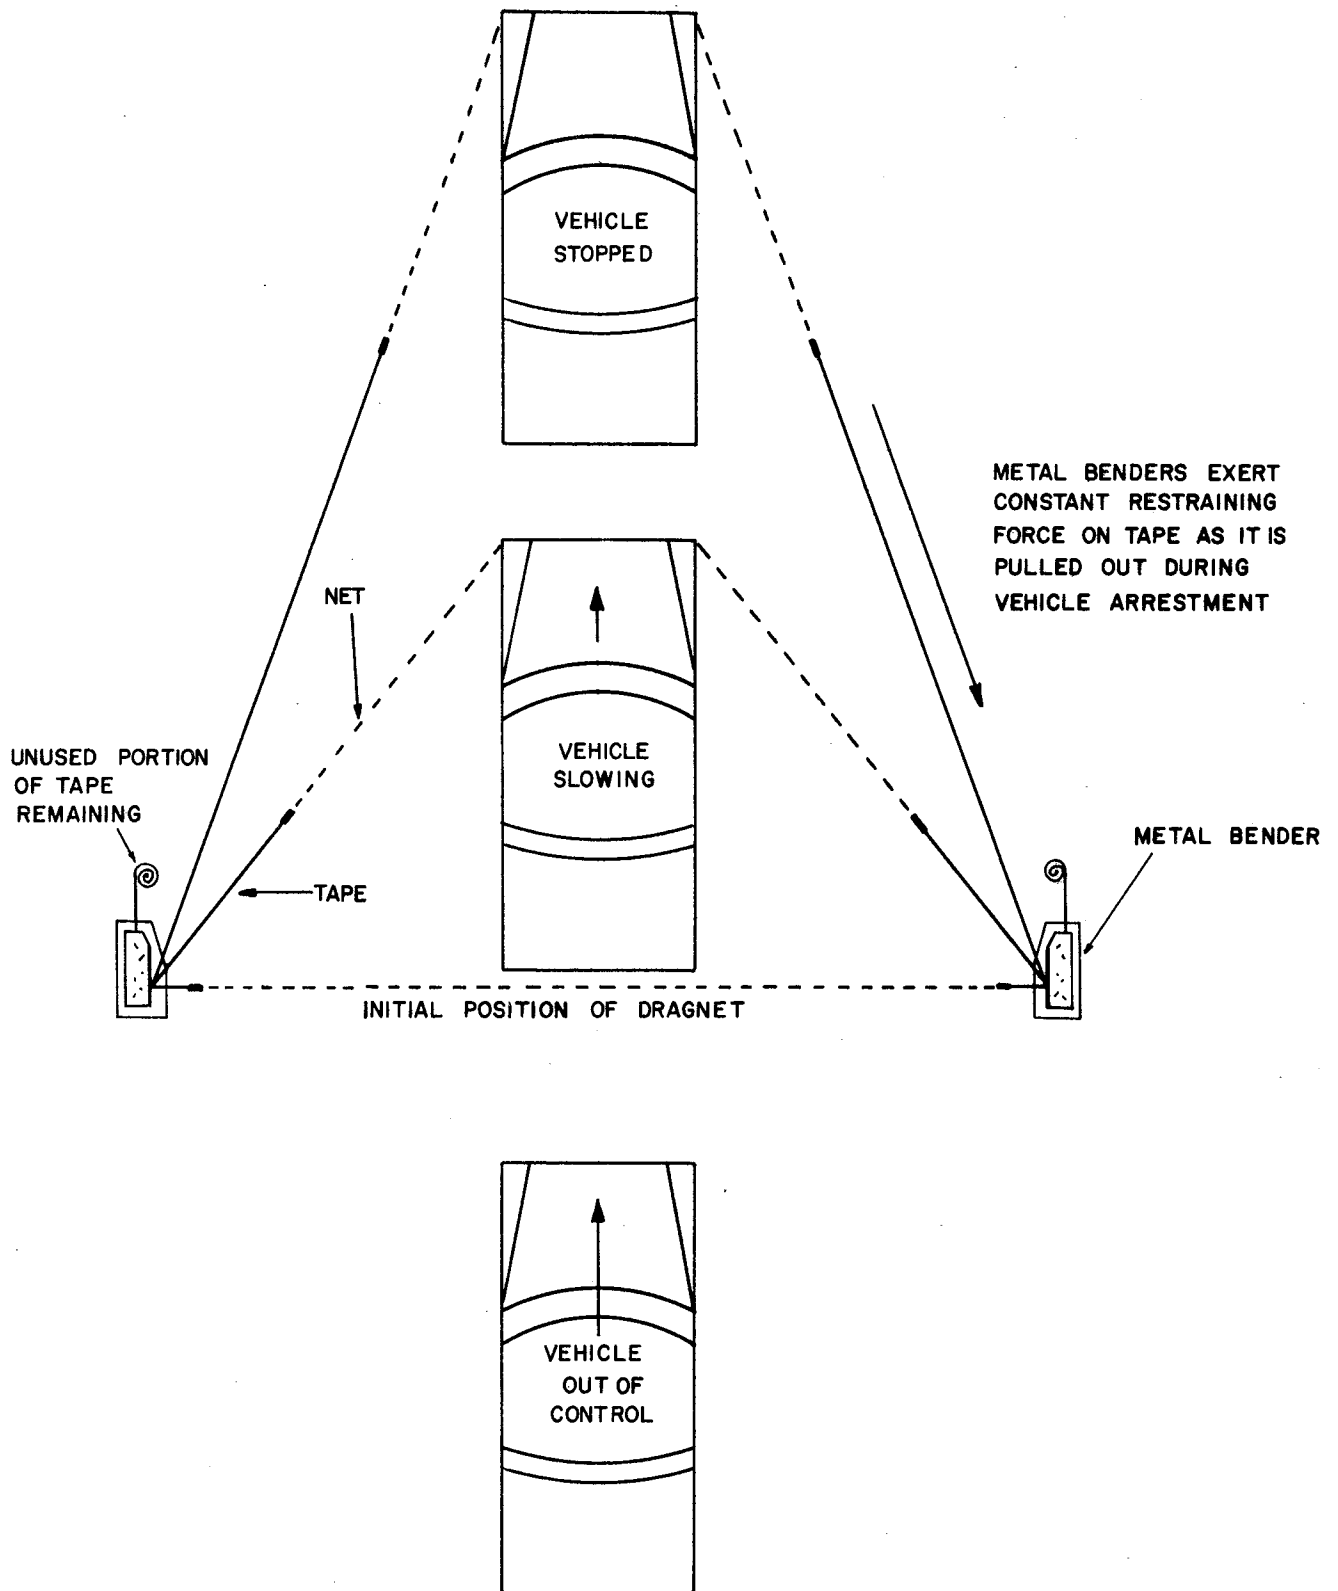 VEHICLE
STOPPED
METAL BENDERS EXERT
CONSTANT RESTRAINING
FORCE ON TAPE AS IT IS
PULLED OUT DURING
VEHICLE ARRESTMENT
NET
UNUSED PORTION
OF TAPE
REMAINING
VEHICLE
SLOWING
METAL BENDER
TAPE
INITIAL POSITION OF DRAGNET
VEHICLE
OUT OF
CONTROL